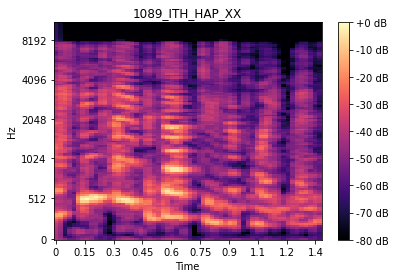 1089_ITH_HAP_XX
8192
4096
2048
1024
512
0
Hz
0 0.15 0.3 0.45 0.6 0.75 0.9 1.1 1.2 1.4
Time
+0 dB
-10 dB
-20 dB
-30 dB
-40 dB
-50 dB
-60 dB
-70 dB
-80 dB